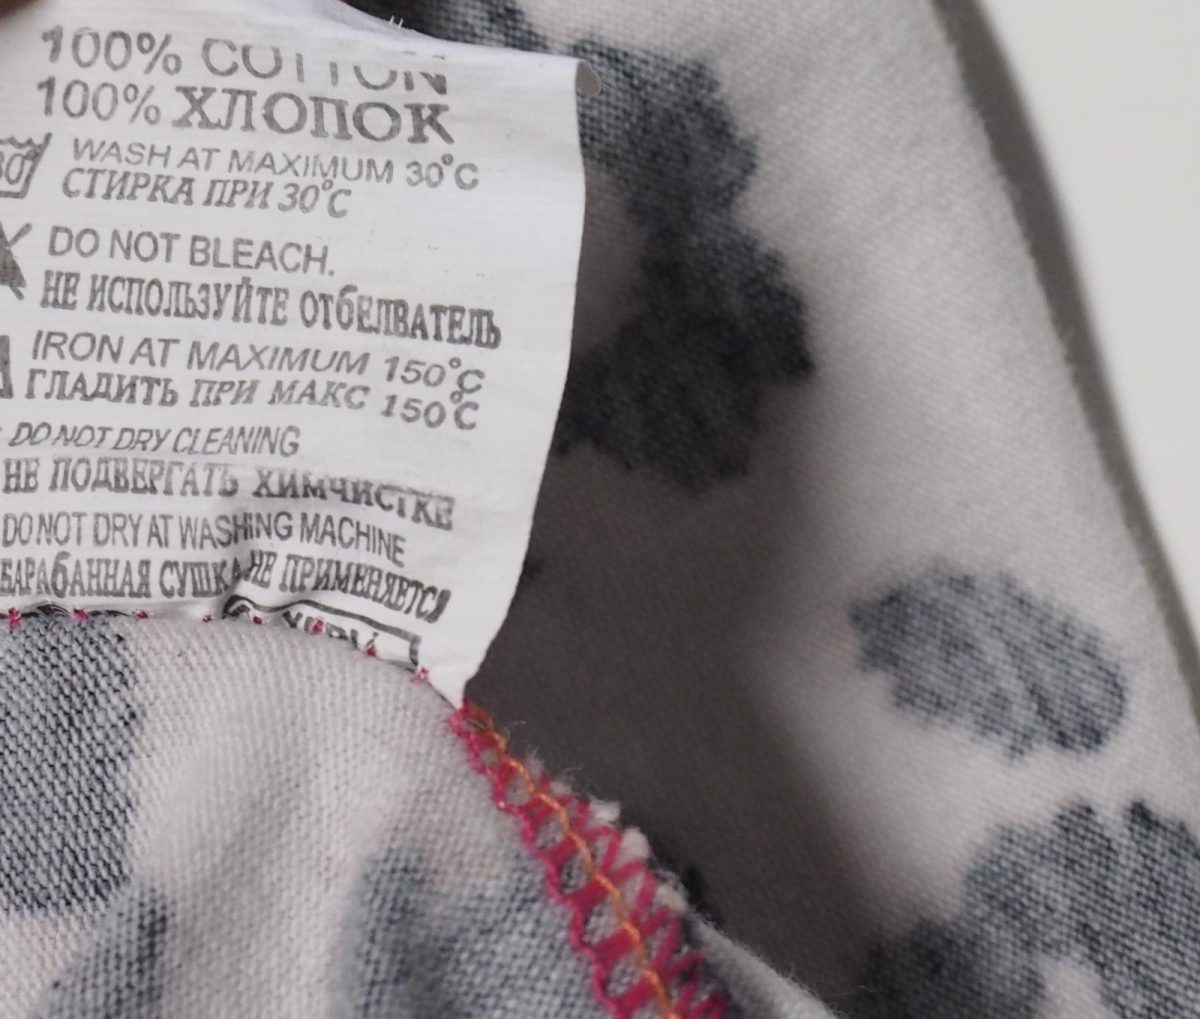 100% COTTON
100% ХЛОПОК
30
WASH AT MAXIMUM 30°C
СТИРКА ПРИ 30°C
DO NOT BLEACH.
НЕ ИСПОЛЬЗУЙТЕ ОТбЕЛВАТЕЛЬ
IRON AT MAXIMUM 150°C
ГЛАДИТЬ ПРИ МАКС 150°C
DO NOT DRY CLEANING
НЕ ПОДВЕРГАТЬ ХИМЧИСТКЕ
DO NOT DRY AT WASHING MACHINE
БАРАбАННАЯ СУШКА НЕ ПРИМЕНЯЕТСЯ